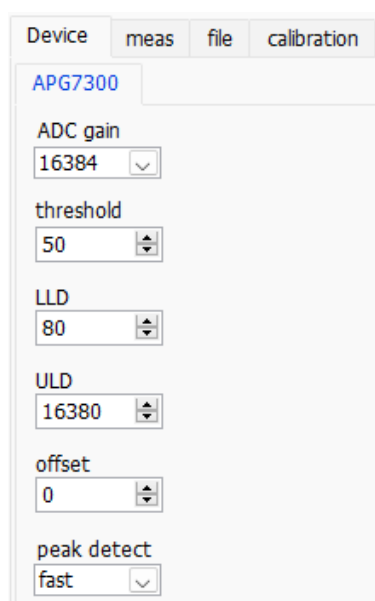 Device meas file calibration
APG7300
ADC gain
16384
threshold
50
LLD
80
ULD
16380
offset
0
peak detect
fast